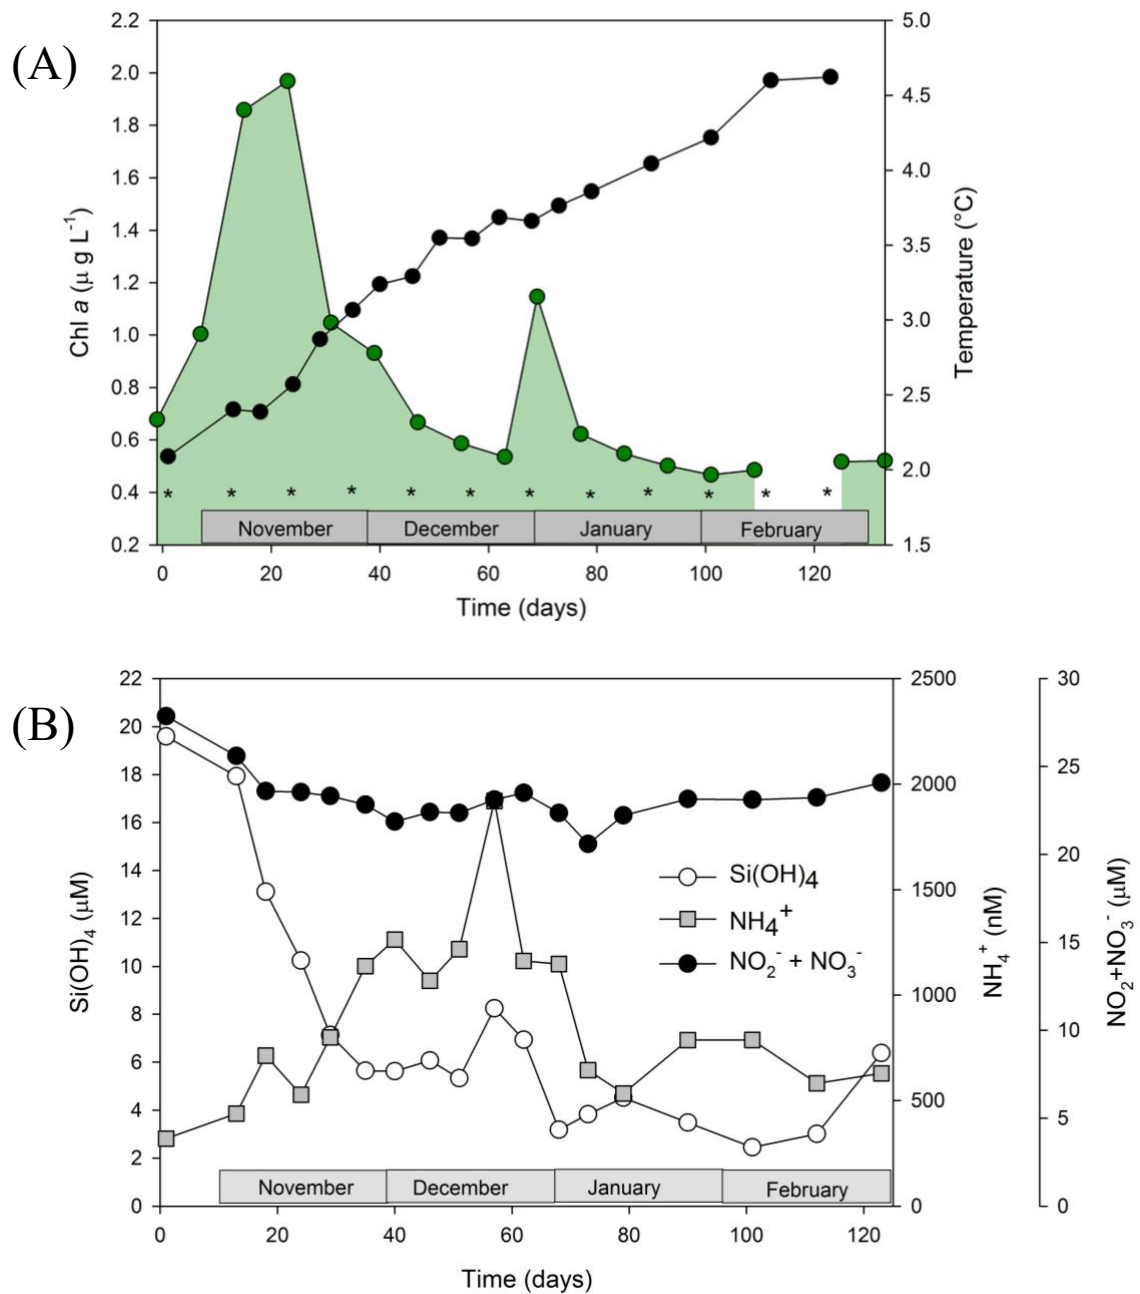 (A)
2.2
2.0
1.8
1.6
1.4
1.2
1.0
0.8
0.6
0.4
0.2
Chl a (μ g L⁻¹)
5.0
4.5
4.0
3.5
3.0
2.5
2.0
1.5
Temperature (°C)
* * * * * * * * * * * *
November December January February
0 20 40 60 80 100 120
Time (days)
(B)
22
20
18
16
14
12
10
8
6
4
2
0
Si(OH)₄ (μM)
2500
2000
1500
1000
500
0
NH₄⁺ (nM)
30
25
20
15
10
5
0
NO₂+NO₃⁻ (μM)
Si(OH)₄
NH₄⁺
NO₂⁻ + NO₃⁻
November December January February
0 20 40 60 80 100 120
Time (days)